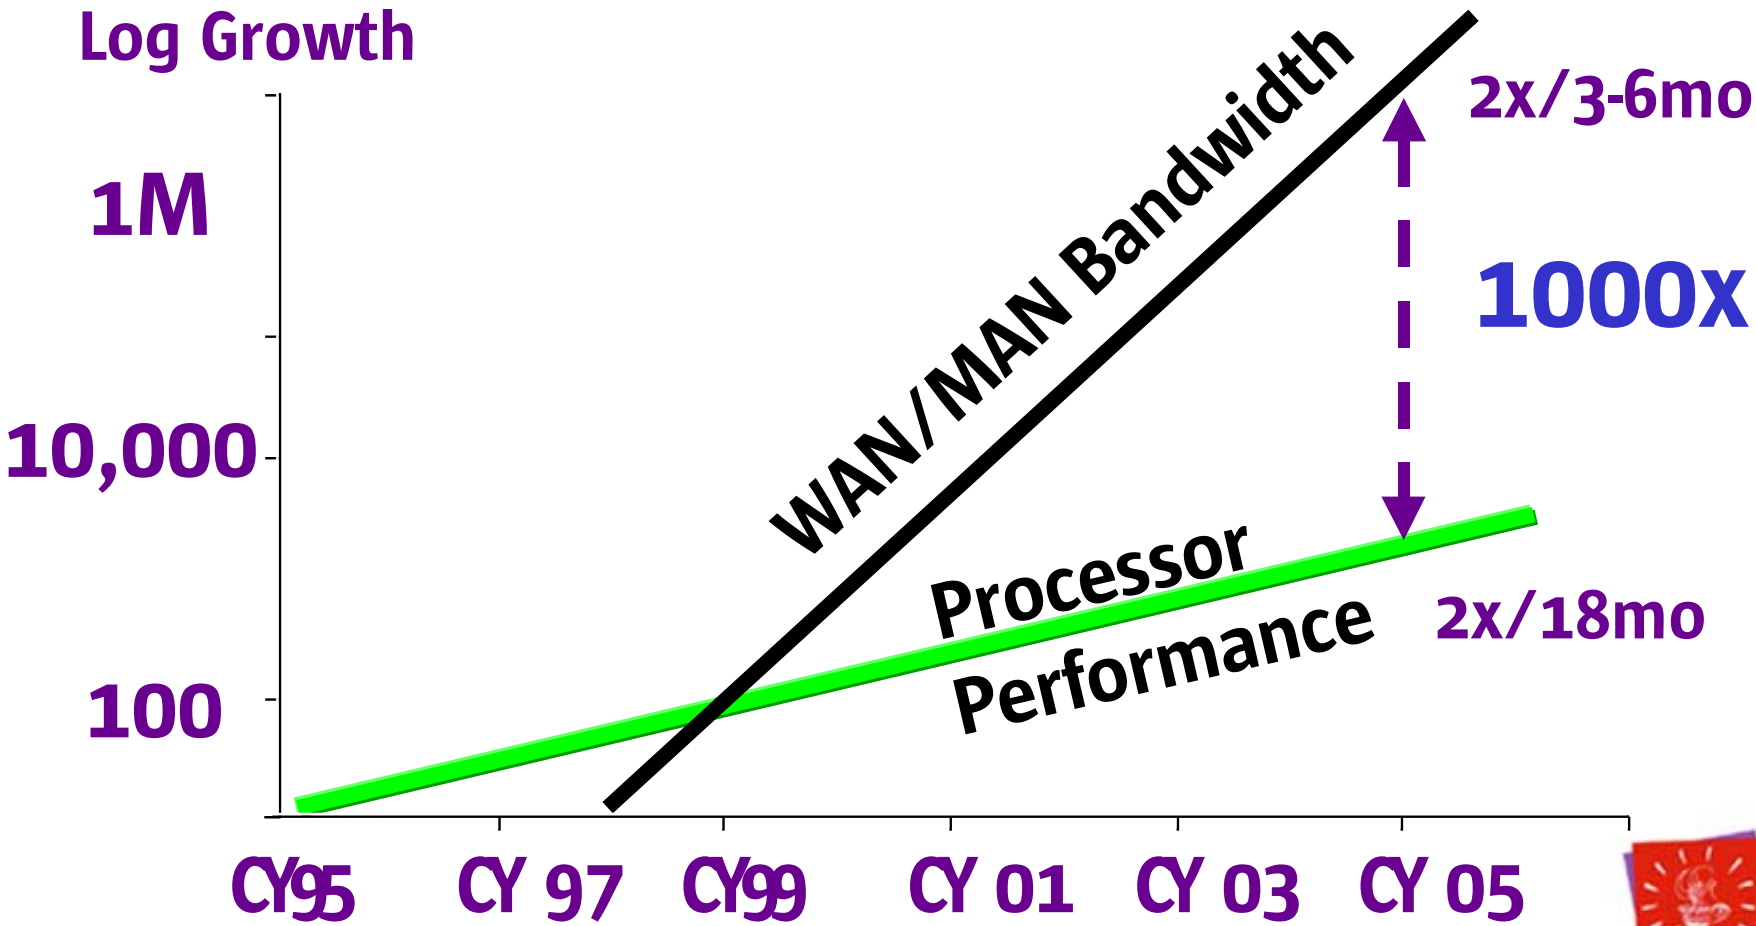 Log Growth
2x/3-6mo
1M
WAN/MAN Bandwidth
1000x
10,000
Processor
Performance
2x/18mo
100
CY95 CY 97 CY99 CY 01 CY 03 CY 05